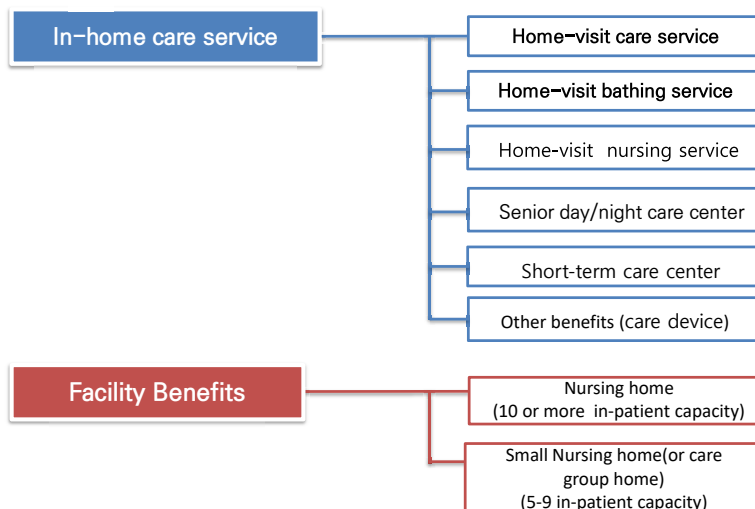 In-home care service
Home-visit care service
Home-visit bathing service
Home-visit nursing service
Senior day/night care center
Short-term care center
Other benefits (care device)
Facility Benefits
Nursing home
(10 or more in-patient capacity)
Small Nursing home(or care
group home)
(5-9 in-patient capacity)